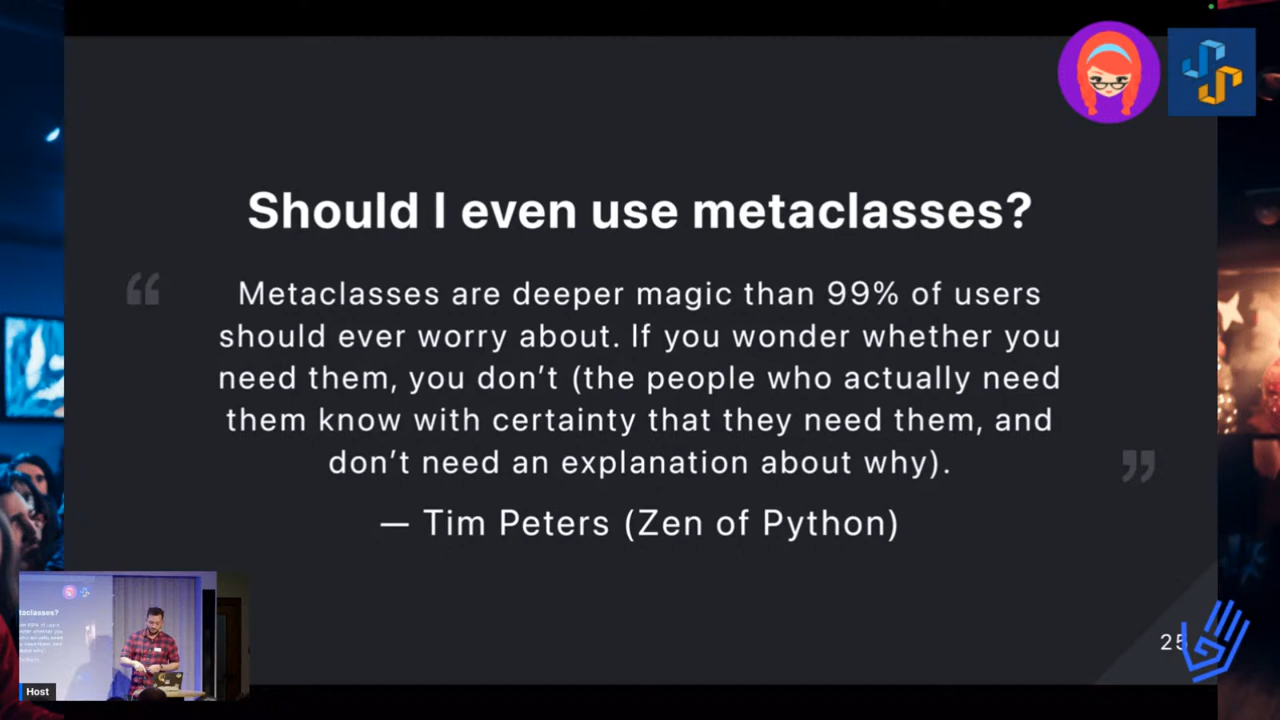 Should I even use metaclasses?
“
Metaclasses are deeper magic than 99% of users
should ever worry about. If you wonder whether you
need them, you don’t (the people who actually need
them know with certainty that they need them, and
don’t need an explanation about why).
”
— Tim Peters (Zen of Python)
25
Host